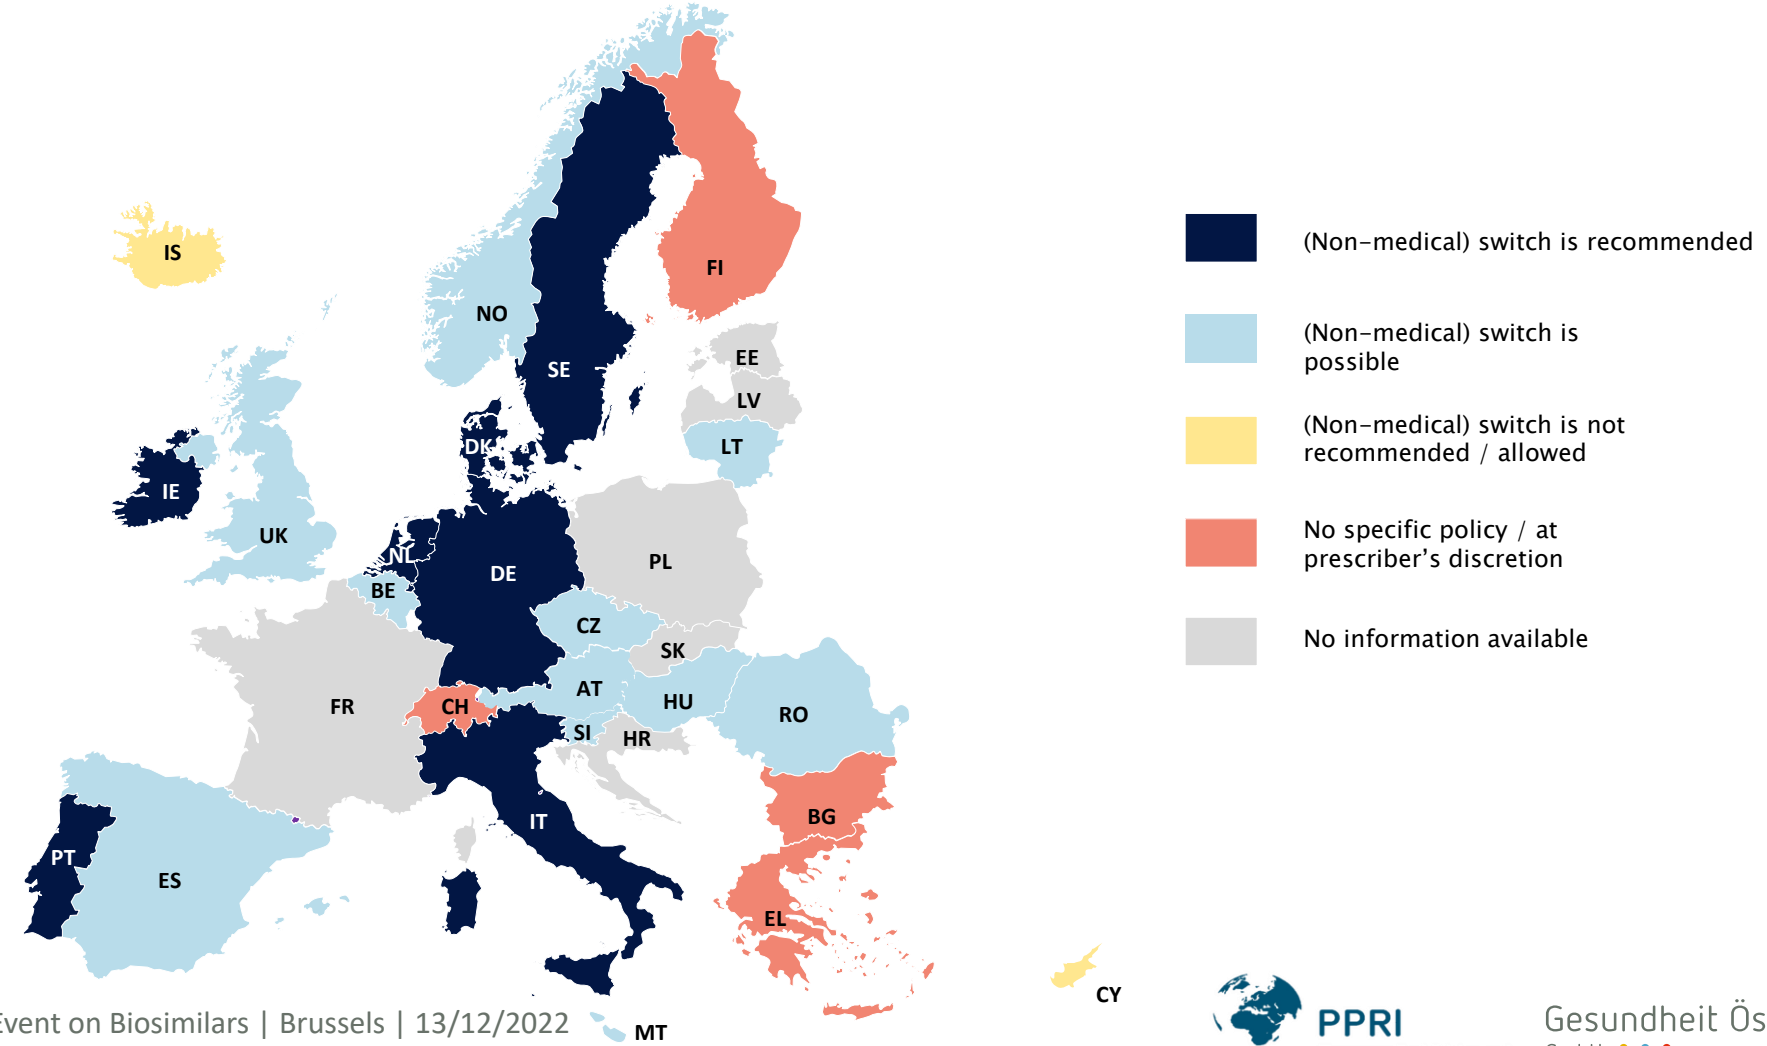 IS
FI
NO
SE
EE
LV
LT
DK
IE
UK
NL
BE
DE
PL
CZ
SK
FR
CH
AT
HU
SI
HR
RO
IT
BG
PT
ES
EL
CY
MT
(Non-medical) switch is recommended
(Non-medical) switch is
possible
(Non-medical) switch is not
recommended / allowed
No specific policy / at
prescriber's discretion
No information available
Event on Biosimilars | Brussels | 13/12/2022
PPRI
Gesundheit Ös